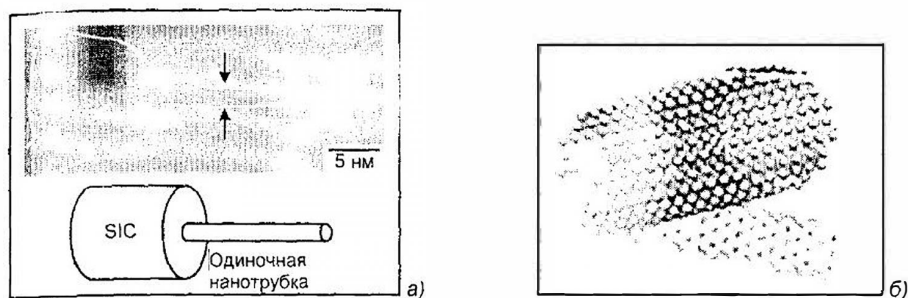 5 нм
SIC
Одиночная
нанотрубка
а)
б)